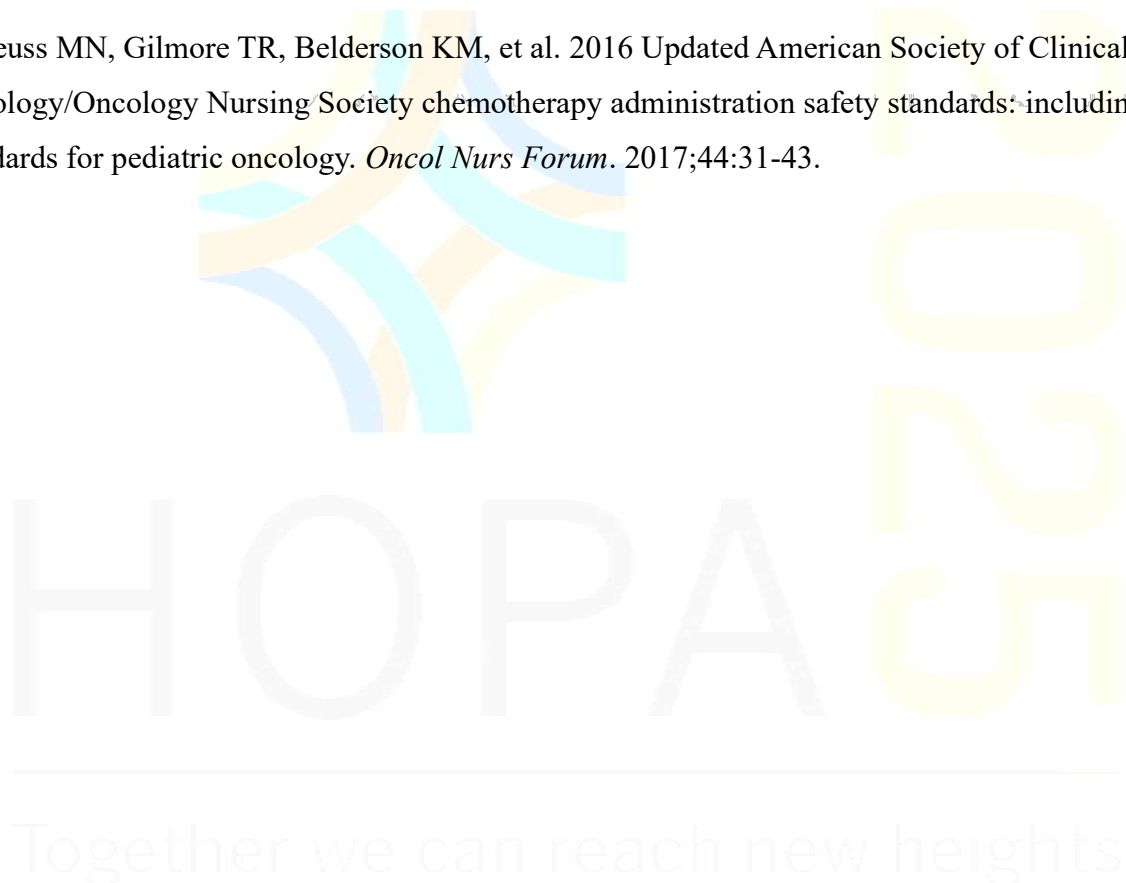 euss MN, Gilmore TR, Belderson KM, et al. 2016 Updated American Society of Clinical
ology/Oncology Nursing Society chemotherapy administration safety standards: includin
dards for pediatric oncology. Oncol Nurs Forum. 2017;44:31-43.
2025
HOPA
Together we can reach new heights